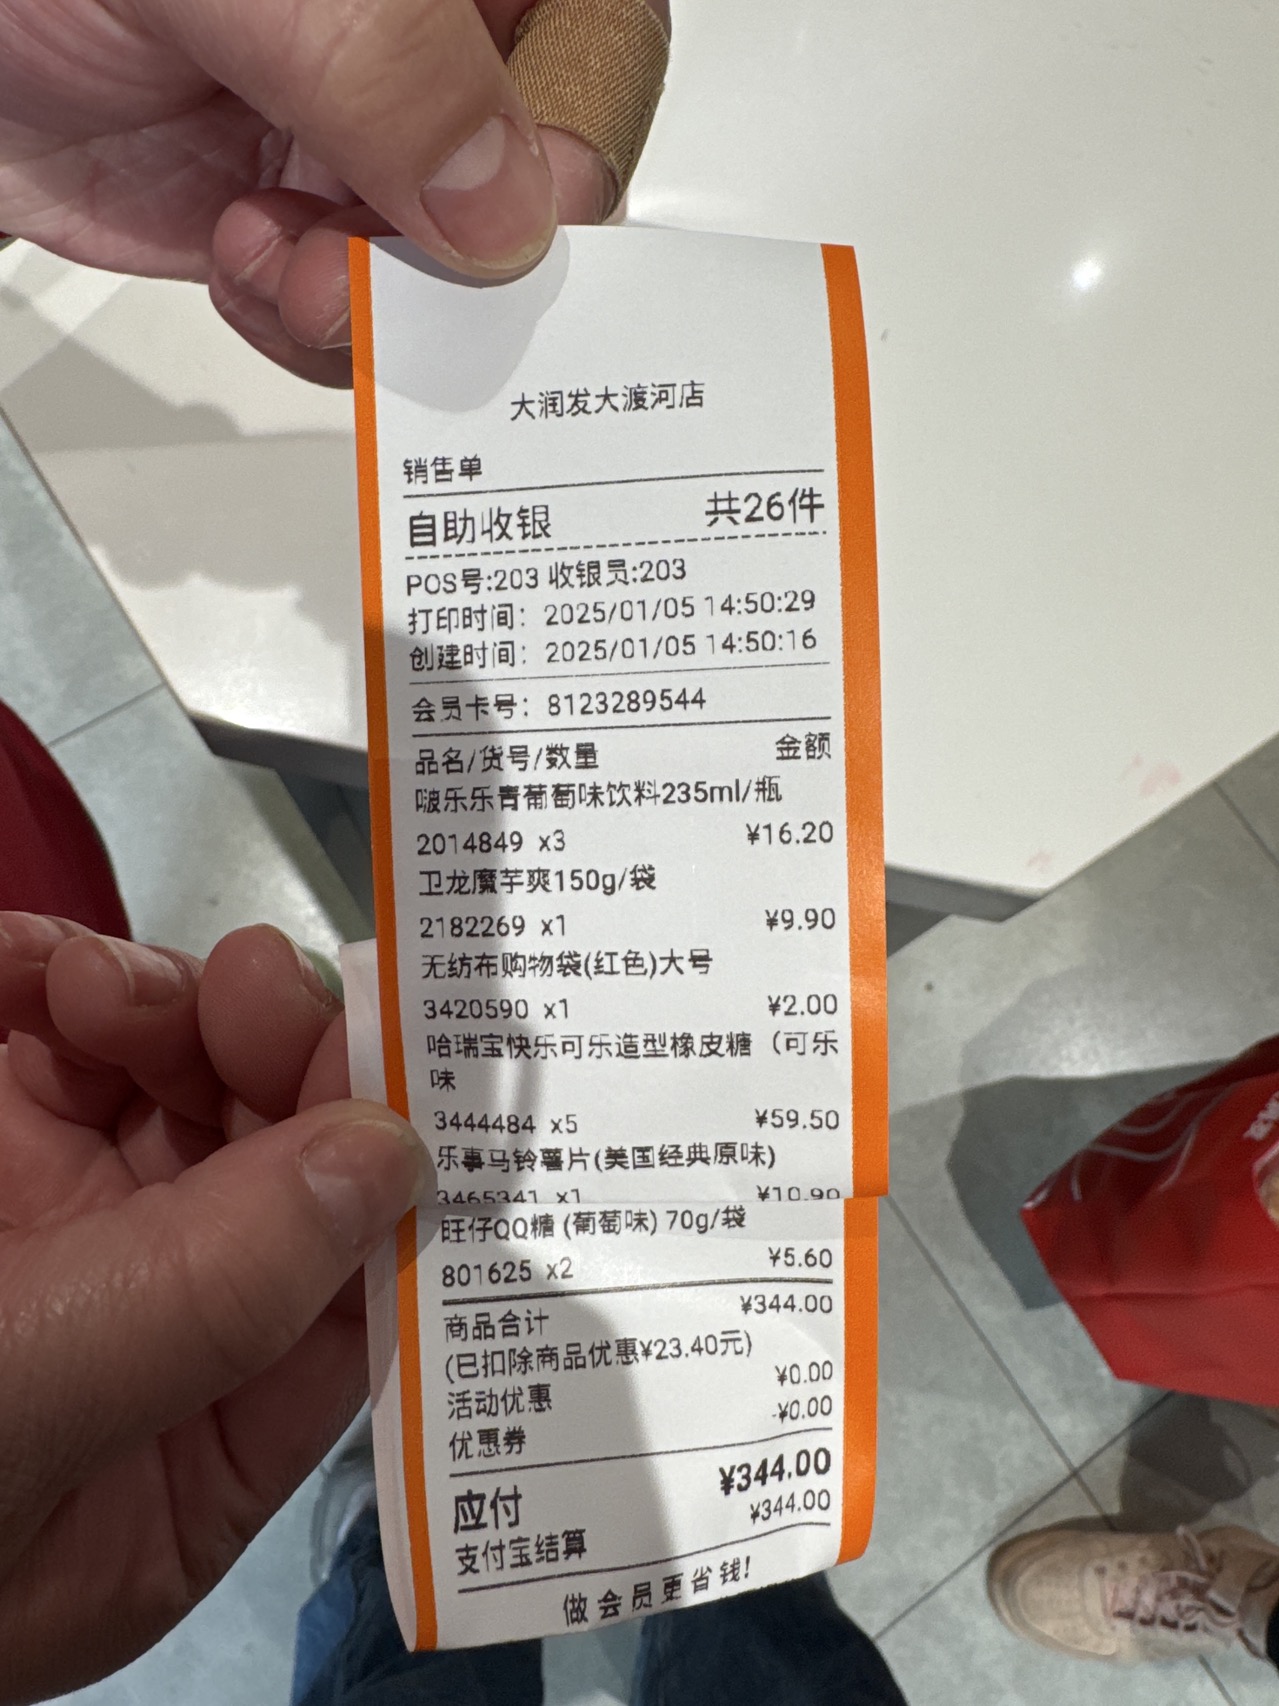 大润发大渡河店
销售单
自助收银 共26件
POS号:203 收银员:203
打印时间: 2025/01/05 14:50:29
创建时间: 2025/01/05 14:50:16
会员卡号: 8123289544
品名/货号/数量 金额
啵乐乐青葡萄味饮料235ml/瓶
2014849 x3 ¥16.20
卫龙魔芋爽150g/袋
2182269 x1 ¥9.90
无纺布购物袋(红色)大号
3420590 x1 ¥2.00
哈瑞宝快乐可乐造型橡皮糖（可乐
味
3444484 x5 ¥59.50
乐事马铃薯片(美国经典原味)
3465341 x1 ¥10.90
旺仔QQ糖 (葡萄味) 70g/袋
801625 x2 ¥5.60
商品合计 ¥344.00
(已扣除商品优惠¥23.40元)
活动优惠 ¥0.00
优惠券 -¥0.00
应付 ¥344.00
支付宝结算 ¥344.00
做会员更省钱!